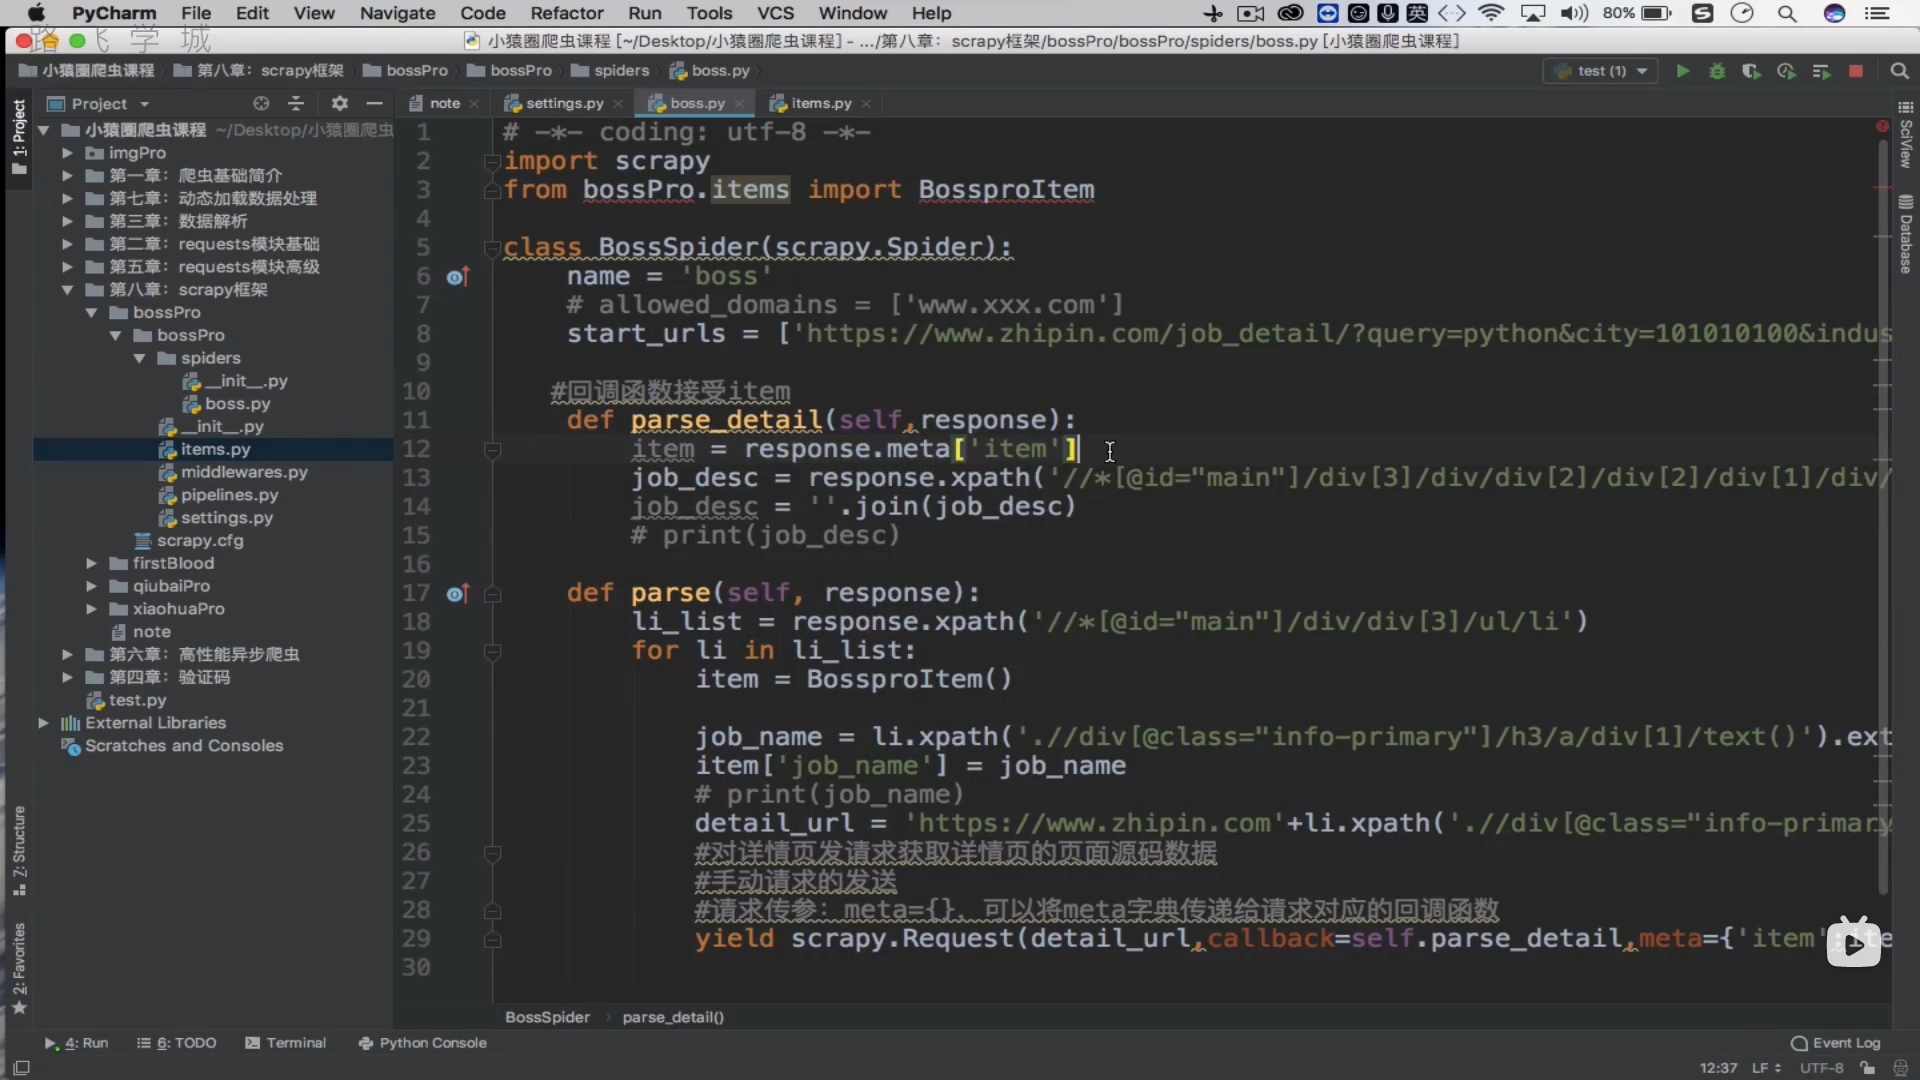 PyCharm File Edit View Navigate Code Refactor Run Tools VCS Window Help 英 80%
路飞学城
小猿圈爬虫课程 [~/Desktop/小猿圈爬虫课程] - .../第八章：scrapy框架/bossPro/bossPro/spiders/boss.py [小猿圈爬虫课程]
小猿圈爬虫课程 第八章：scrapy框架 bossPro bossPro spiders boss.py test (1)
Project note settings.py boss.py items.py
1: Project
7: Structure
2: Favorites
SciView
Database
小猿圈爬虫课程 ~/Desktop/小猿圈爬虫
imgPro
第一章：爬虫基础简介
第七章：动态加载数据处理
第三章：数据解析
第二章：requests模块基础
第五章：requests模块高级
第八章：scrapy框架
bossPro
bossPro
spiders
__init__.py
boss.py
__init__.py
items.py
middlewares.py
pipelines.py
settings.py
scrapy.cfg
firstBlood
qiubaiPro
xiaohuaPro
note
第六章：高性能异步爬虫
第四章：验证码
test.py
External Libraries
Scratches and Consoles
1 # -*- coding: utf-8 -*-
2 import scrapy
3 from bossPro.items import BossproItem
4
5 class BossSpider(scrapy.Spider):
6 name = 'boss'
7 # allowed_domains = ['www.xxx.com']
8 start_urls = ['https://www.zhipin.com/job_detail/?query=python&city=101010100&indus
9
10 #回调函数接受item
11 def parse_detail(self,response):
12 item = response.meta['item']
13 job_desc = response.xpath('//*[@id="main"]/div[3]/div/div[2]/div[2]/div[1]/div/
14 job_desc = ''.join(job_desc)
15 # print(job_desc)
16
17 def parse(self, response):
18 li_list = response.xpath('//*[@id="main"]/div/div[3]/ul/li')
19 for li in li_list:
20 item = BossproItem()
21
22 job_name = li.xpath('.//div[@class="info-primary"]/h3/a/div[1]/text()').ext
23 item['job_name'] = job_name
24 # print(job_name)
25 detail_url = 'https://www.zhipin.com'+li.xpath('.//div[@class="info-primary
26 #对详情页发请求获取详情页的页面源码数据
27 #手动请求的发送
28 #请求传参：meta={}，可以将meta字典传递给请求对应的回调函数
29 yield scrapy.Request(detail_url,callback=self.parse_detail,meta={'item':ite
30
BossSpider parse_detail()
4: Run 6: TODO Terminal Python Console Event Log
12:37 LF UTF-8